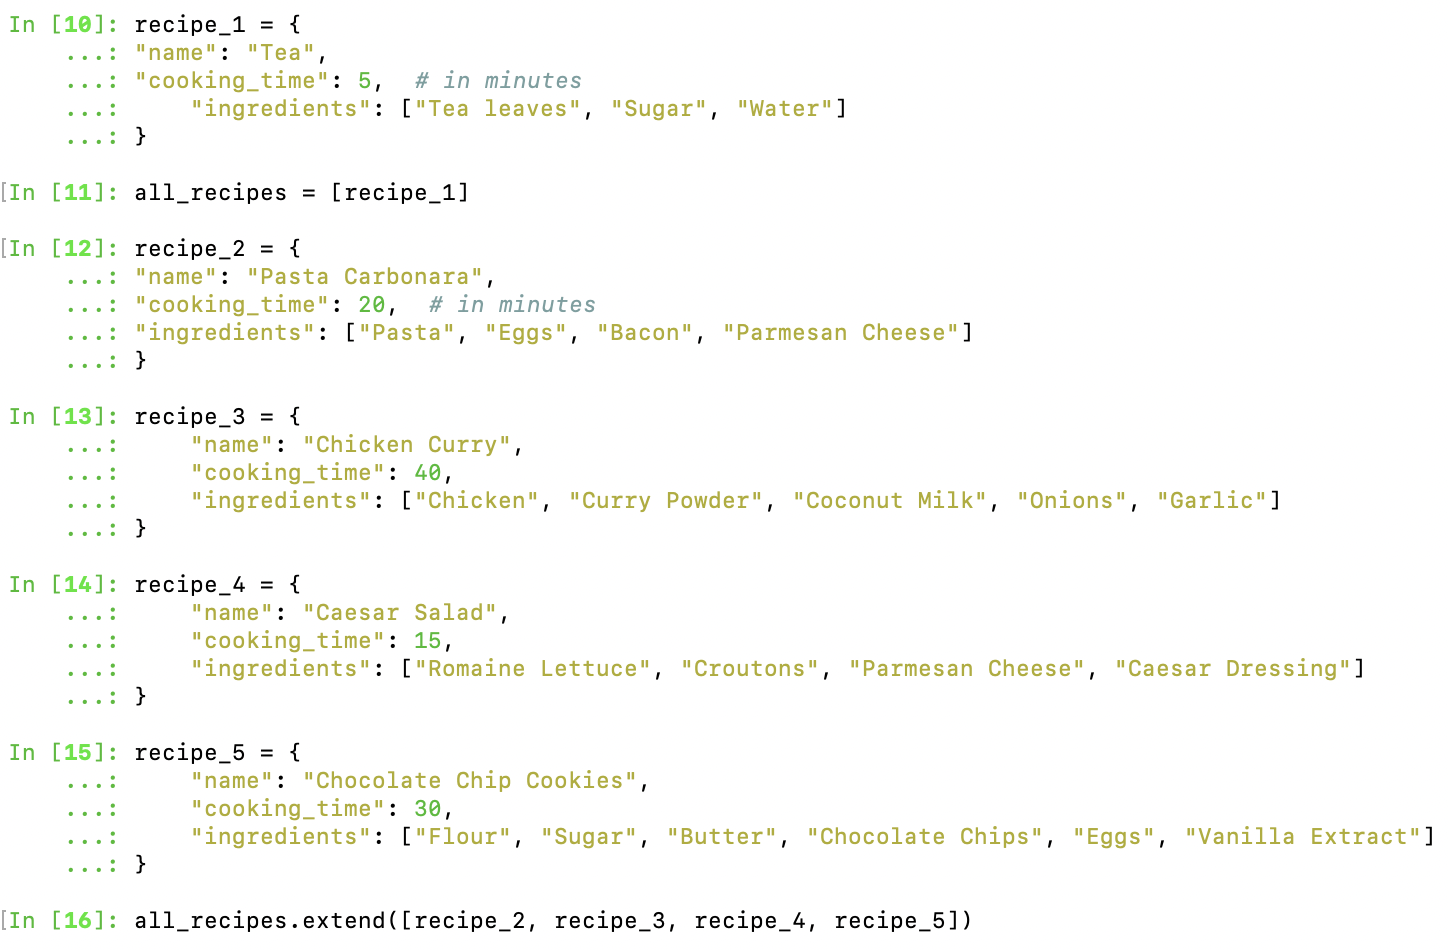 In [10]: recipe_1 = {
    ...: "name": "Tea",
    ...: "cooking_time": 5,  # in minutes
    ...:     "ingredients": ["Tea leaves", "Sugar", "Water"]
    ...: }

[In [11]: all_recipes = [recipe_1]

[In [12]: recipe_2 = {
    ...: "name": "Pasta Carbonara",
    ...: "cooking_time": 20,  # in minutes
    ...: "ingredients": ["Pasta", "Eggs", "Bacon", "Parmesan Cheese"]
    ...: }

In [13]: recipe_3 = {
    ...:     "name": "Chicken Curry",
    ...:     "cooking_time": 40,
    ...:     "ingredients": ["Chicken", "Curry Powder", "Coconut Milk", "Onions", "Garlic"]
    ...: }

In [14]: recipe_4 = {
    ...:     "name": "Caesar Salad",
    ...:     "cooking_time": 15,
    ...:     "ingredients": ["Romaine Lettuce", "Croutons", "Parmesan Cheese", "Caesar Dressing"]
    ...: }

In [15]: recipe_5 = {
    ...:     "name": "Chocolate Chip Cookies",
    ...:     "cooking_time": 30,
    ...:     "ingredients": ["Flour", "Sugar", "Butter", "Chocolate Chips", "Eggs", "Vanilla Extract"]
    ...: }

[In [16]: all_recipes.extend([recipe_2, recipe_3, recipe_4, recipe_5])